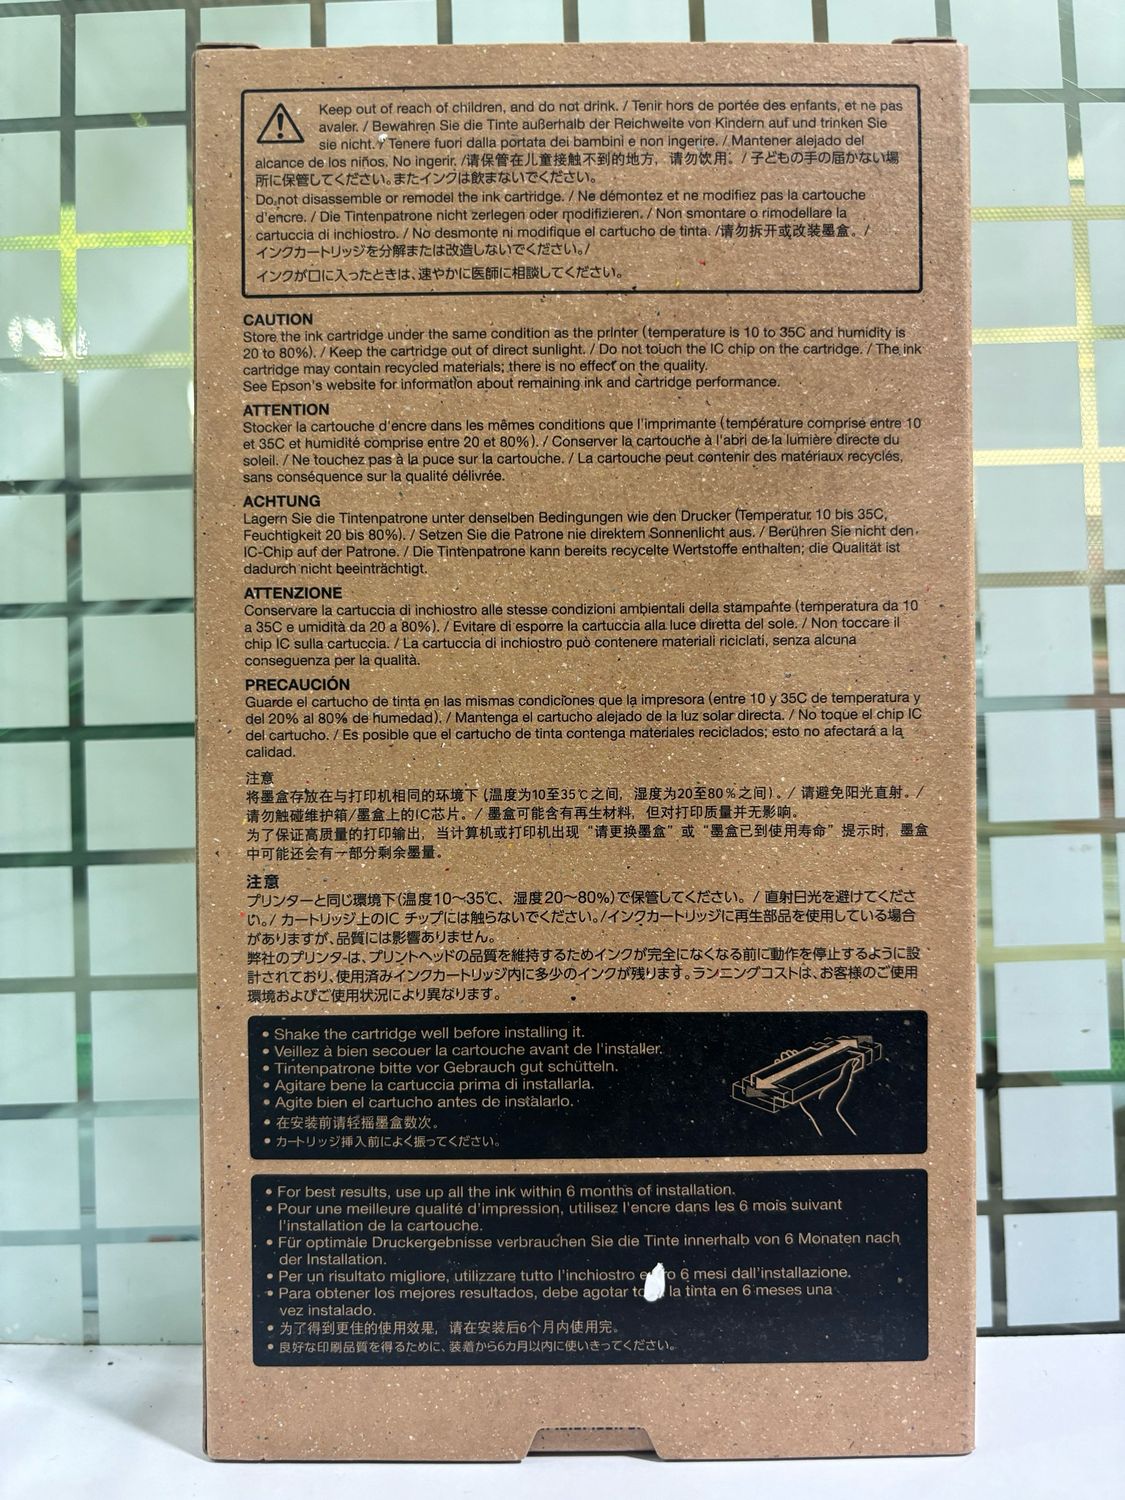 Keep out of reach of children, and do not drink. / Tenir hors de portée des enfants, et ne pas
avaler. / Bewahren Sie die Tinte außerhalb der Reichweite von Kindern auf und trinken Sie
sie nicht. / Tenere fuori dalla portata dei bambini e non ingerire. / Mantener alejado del
alcance de los niños. No ingerir. /请保管在儿童接触不到的地方，请勿饮用。/ 子どもの手の届かない場
所に保管してください。またインクは飲まないでください。
Do not disassemble or remodel the ink cartridge. / Ne démontez et ne modifiez pas la cartouche
d'encre. / Die Tintenpatrone nicht zerlegen oder modifizieren. / Non smontare o rimodellare la
cartuccia di inchiostro. / No desmonte ni modifique el cartucho de tinta. /请勿拆开或改装墨盒。/
インクカートリッジを分解または改造しないでください。/
インクが口に入ったときは、速やかに医師に相談してください。
CAUTION
Store the ink cartridge under the same condition as the printer (temperature is 10 to 35C and humidity is
20 to 80%). / Keep the cartridge out of direct sunlight. / Do not touch the IC chip on the cartridge. / The ink
cartridge may contain recycled materials; there is no effect on the quality.
See Epson's website for information about remaining ink and cartridge performance.
ATTENTION
Stocker la cartouche d'encre dans les mêmes conditions que l'imprimante (température comprise entre 10
et 35C et humidité comprise entre 20 et 80%). / Conserver la cartouche à l'abri de la lumière directe du
soleil. / Ne touchez pas à la puce sur la cartouche. / La cartouche peut contenir des matériaux recyclés,
sans conséquence sur la qualité délivrée.
ACHTUNG
Lagern Sie die Tintenpatrone unter denselben Bedingungen wie den Drucker (Temperatur 10 bis 35C,
Feuchtigkeit 20 bis 80%). / Setzen Sie die Patrone nie direktem Sonnenlicht aus. / Berühren Sie nicht den
IC-Chip auf der Patrone. / Die Tintenpatrone kann bereits recycelte Wertstoffe enthalten; die Qualität ist
dadurch nicht beeinträchtigt.
ATTENZIONE
Conservare la cartuccia di inchiostro alle stesse condizioni ambientali della stampante (temperatura da 10
a 35C e umidità da 20 a 80%). / Evitare di esporre la cartuccia alla luce diretta del sole. / Non toccare il
chip IC sulla cartuccia. / La cartuccia di inchiostro può contenere materiali riciclati, senza alcuna
conseguenza per la qualità.
PRECAUCIÓN
Guarde el cartucho de tinta en las mismas condiciones que la impresora (entre 10 y 35C de temperatura y
del 20% al 80% de humedad). / Mantenga el cartucho alejado de la luz solar directa. / No toque el chip IC
del cartucho. / Es posible que el cartucho de tinta contenga materiales reciclados; esto no afectará a la
calidad.
注意
将墨盒存放在与打印机相同的环境下 (温度为10至35℃之间，湿度为20至80％之间)。/ 请避免阳光直射。/
请勿触碰维护箱/墨盒上的IC芯片。/ 墨盒可能含有再生材料，但对打印质量并无影响。
为了保证高质量的打印输出，当计算机或打印机出现“请更换墨盒”或“墨盒已到使用寿命”提示时，墨盒
中可能还会有一部分剩余墨量。
注意
プリンターと同じ環境下(温度10～35℃、湿度20～80%)で保管してください。/ 直射日光を避けてくださ
い。/ カートリッジ上のIC チップには触らないでください。/インクカートリッジに再生部品を使用している場合
がありますが、品質には影響ありません。
弊社のプリンターは、プリントヘッドの品質を維持するためインクが完全になくなる前に動作を停止するように設
計されており、使用済みインクカートリッジ内に多少のインクが残ります。ランニングコストは、お客様のご使用
環境およびご使用状況により異なります。
• Shake the cartridge well before installing it.
• Veillez à bien secouer la cartouche avant de l'installer.
• Tintenpatrone bitte vor Gebrauch gut schütteln.
• Agitare bene la cartuccia prima di installarla.
• Agite bien el cartucho antes de instalarlo.
• 在安装前请轻摇墨盒数次。
• カートリッジ挿入前によく振ってください。
• For best results, use up all the ink within 6 months of installation.
• Pour une meilleure qualité d'impression, utilisez l'encre dans les 6 mois suivant
l'installation de la cartouche.
• Für optimale Druckergebnisse verbrauchen Sie die Tinte innerhalb von 6 Monaten nach
der Installation.
• Per un risultato migliore, utilizzare tutto l'inchiostro 6 mesi dall'installazione.
• Para obtener los mejores resultados, debe agotar la tinta en 6 meses una
vez instalado.
• 为了得到更佳的使用效果，请在安装后6个月内使用完。
• 良好な印刷品質を得るために、装着から6カ月以内に使いきってください。